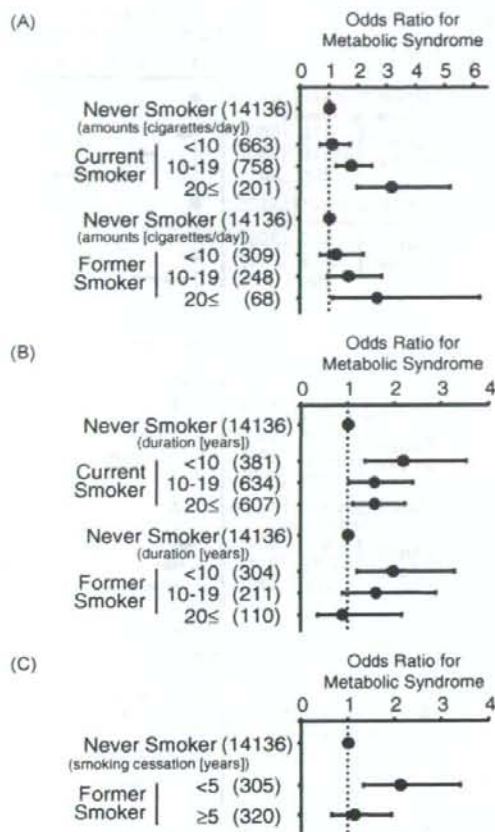 (A)
Odds Ratio for
Metabolic Syndrome
0 1 2 3 4 5 6
Never Smoker (14136)
(amounts [cigarettes/day])
Current Smoker
<10 (663)
10-19 (758)
20≤ (201)
Never Smoker (14136)
(amounts [cigarettes/day])
Former Smoker
<10 (309)
10-19 (248)
20≤ (68)
(B)
Odds Ratio for
Metabolic Syndrome
0 1 2 3 4
Never Smoker (14136)
(duration [years])
Current Smoker
<10 (381)
10-19 (634)
20≤ (607)
Never Smoker (14136)
(duration [years])
Former Smoker
<10 (304)
10-19 (211)
20≤ (110)
(C)
Odds Ratio for
Metabolic Syndrome
0 1 2 3 4
Never Smoker (14136)
(smoking cessation [years])
Former Smoker
<5 (305)
≥5 (320)